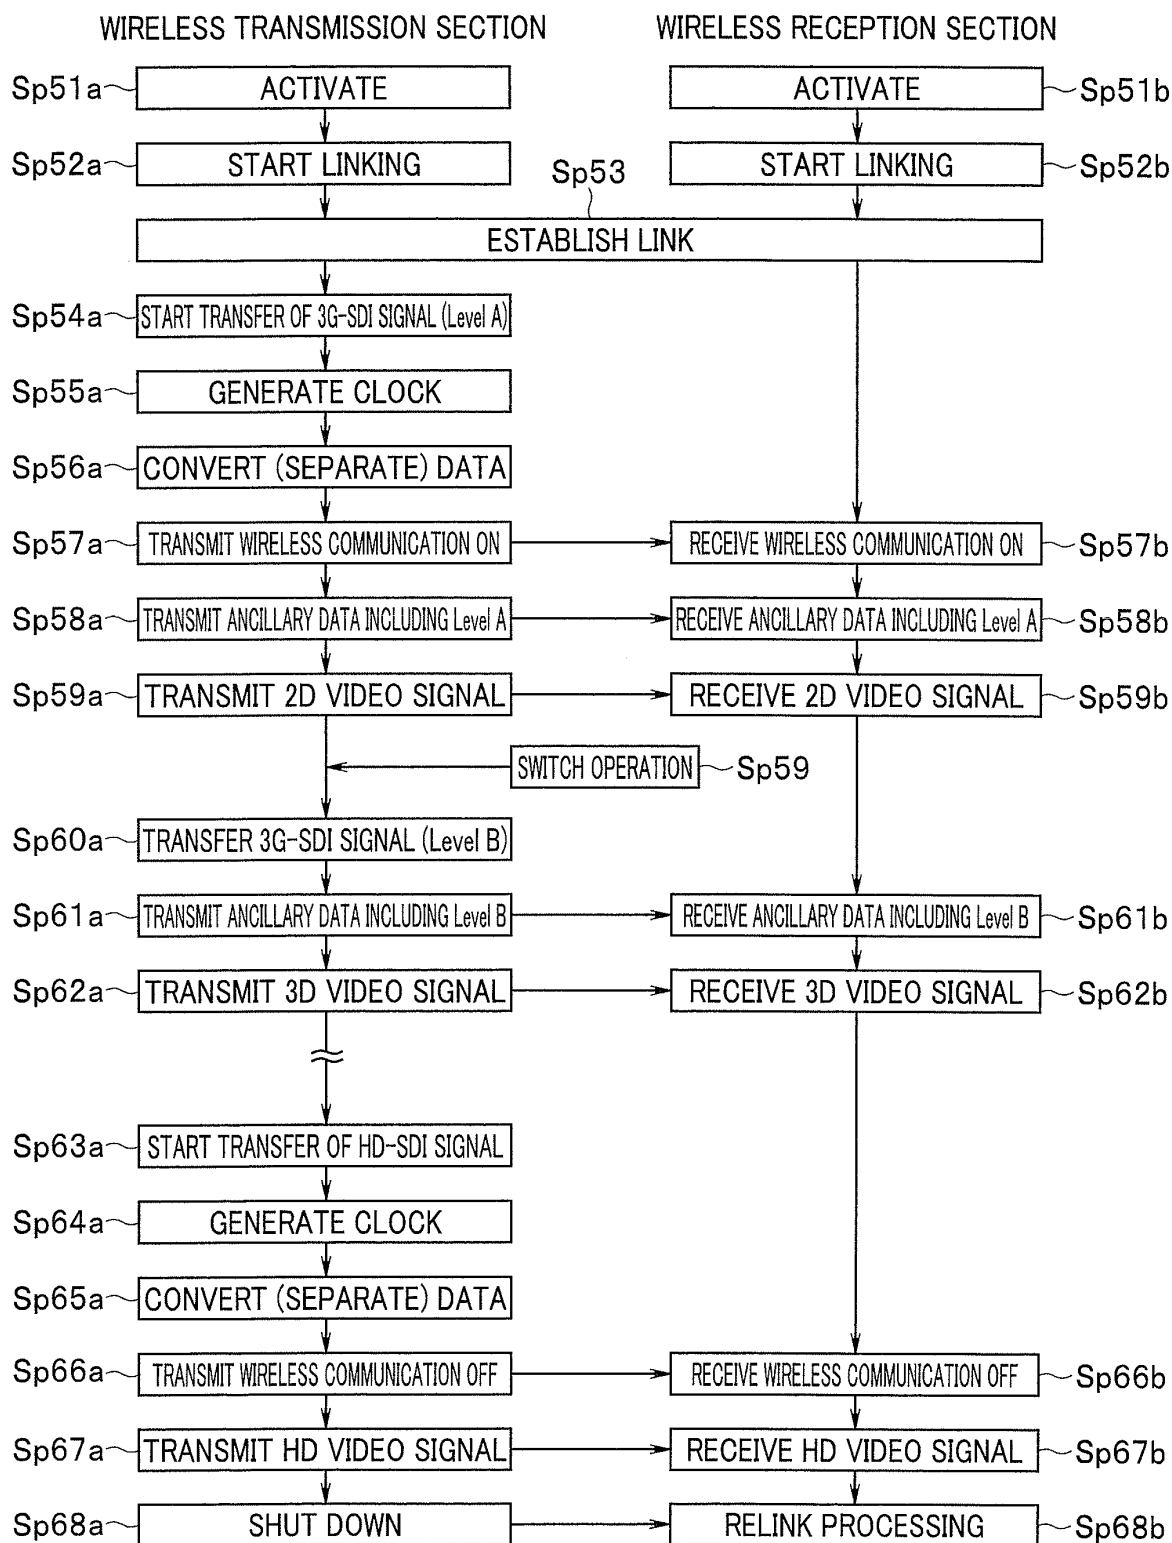 WIRELESS TRANSMISSION SECTION WIRELESS RECEPTION SECTION
Sp51a ACTIVATE ACTIVATE Sp51b
Sp52a START LINKING START LINKING Sp52b
Sp53
ESTABLISH LINK
Sp54a START TRANSFER OF 3G-SDI SIGNAL (Level A)
Sp55a GENERATE CLOCK
Sp56a CONVERT (SEPARATE) DATA
Sp57a TRANSMIT WIRELESS COMMUNICATION ON RECEIVE WIRELESS COMMUNICATION ON Sp57b
Sp58a TRANSMIT ANCILLARY DATA INCLUDING Level A RECEIVE ANCILLARY DATA INCLUDING Level A Sp58b
Sp59a TRANSMIT 2D VIDEO SIGNAL RECEIVE 2D VIDEO SIGNAL Sp59b
SWITCH OPERATION Sp59
Sp60a TRANSFER 3G-SDI SIGNAL (Level B)
Sp61a TRANSMIT ANCILLARY DATA INCLUDING Level B RECEIVE ANCILLARY DATA INCLUDING Level B Sp61b
Sp62a TRANSMIT 3D VIDEO SIGNAL RECEIVE 3D VIDEO SIGNAL Sp62b
Sp63a START TRANSFER OF HD-SDI SIGNAL
Sp64a GENERATE CLOCK
Sp65a CONVERT (SEPARATE) DATA
Sp66a TRANSMIT WIRELESS COMMUNICATION OFF RECEIVE WIRELESS COMMUNICATION OFF Sp66b
Sp67a TRANSMIT HD VIDEO SIGNAL RECEIVE HD VIDEO SIGNAL Sp67b
Sp68a SHUT DOWN RELINK PROCESSING Sp68b